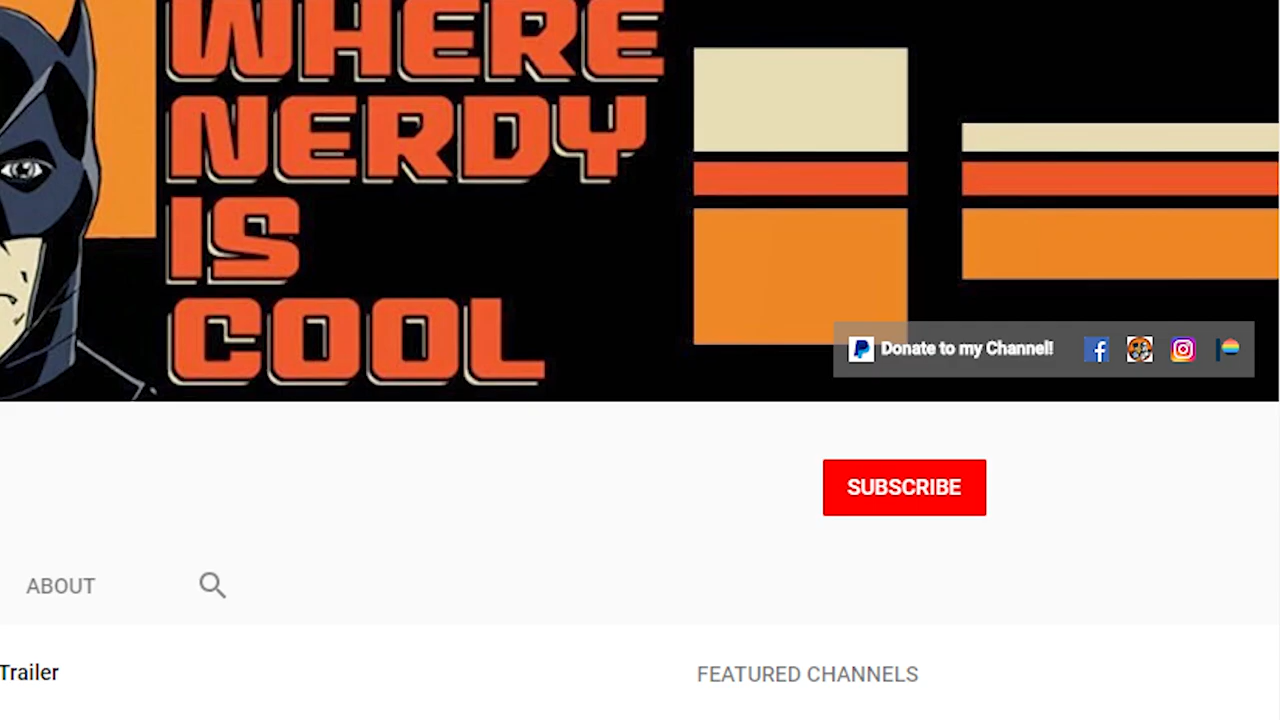 WHERE
NERDY
IS
COOL
Donate to my Channel!
SUBSCRIBE
ABOUT
Trailer
FEATURED CHANNELS